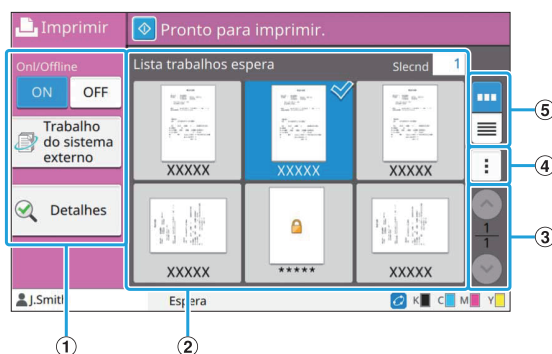 Imprimir
Pronto para imprimir.
Onl/Offline
ON OFF
Trabalho
do sistema
externo
Detalhes
Lista trabalhos espera
Slecnd 1
XXXXX XXXXX XXXXX
XXXXX ***** XXXXX
1
1
J.Smith
Espera
K C M Y
5
4
3
1 2